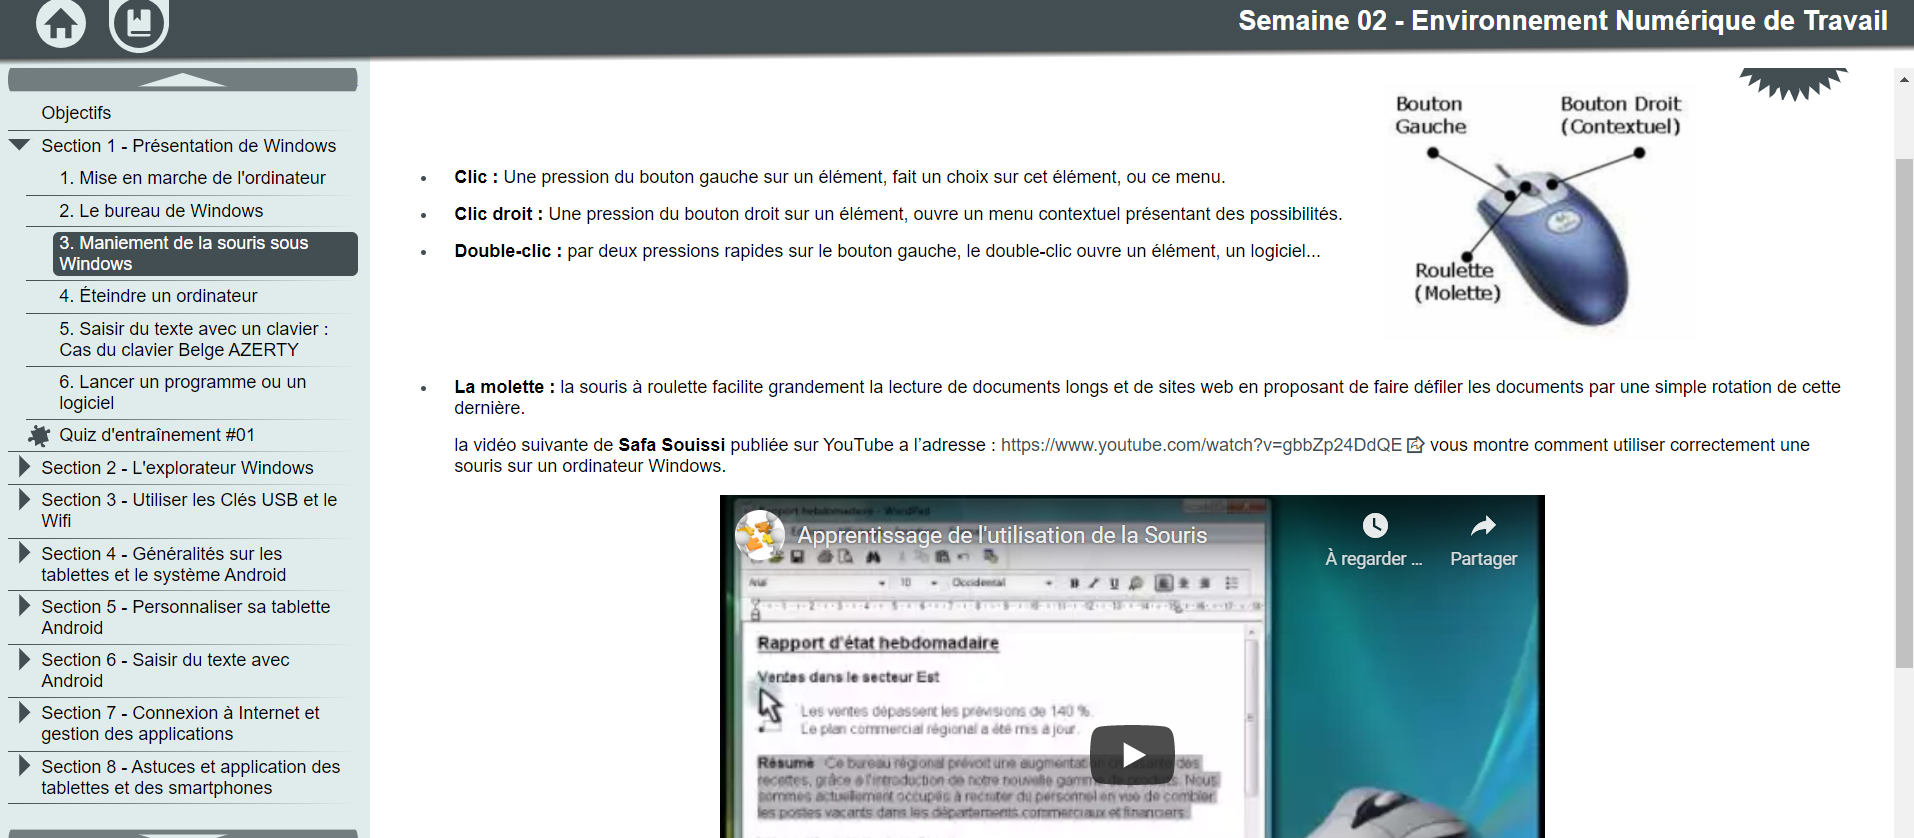 Semaine 02 - Environnement Numérique de Travail
Objectifs
Section 1 - Présentation de Windows
1. Mise en marche de l'ordinateur
2. Le bureau de Windows
3. Maniement de la souris sous
Windows
4. Éteindre un ordinateur
5. Saisir du texte avec un clavier :
Cas du clavier Belge AZERTY
6. Lancer un programme ou un
logiciel
Quiz d'entraînement #01
Section 2 - L'explorateur Windows
Section 3 - Utiliser les Clés USB et le
Wifi
Section 4 - Généralités sur les
tablettes et le système Android
Section 5 - Personnaliser sa tablette
Android
Section 6 - Saisir du texte avec
Android
Section 7 - Connexion à Internet et
gestion des applications
Section 8 - Astuces et application des
tablettes et des smartphones
Clic : Une pression du bouton gauche sur un élément, fait un choix sur cet élément, ou ce menu.
Clic droit : Une pression du bouton droit sur un élément, ouvre un menu contextuel présentant des possibilités.
Double-clic : par deux pressions rapides sur le bouton gauche, le double-clic ouvre un élément, un logiciel...
Bouton
Gauche
Bouton Droit
(Contextuel)
Roulette
(Molette)
La molette : la souris à roulette facilite grandement la lecture de documents longs et de sites web en proposant de faire défiler les documents par une simple rotation de cette
dernière.
la vidéo suivante de Safa Souissi publiée sur YouTube a l’adresse : https://www.youtube.com/watch?v=gbbZp24DdQE vous montre comment utiliser correctement une
souris sur un ordinateur Windows.
Rapport hebdomadaire - WordPad
Apprentissage de l'utilisation de la Souris
À regarder ...
Partager
Arial 10 Occidental
Rapport d'état hebdomadaire
Ventes dans le secteur Est
Les ventes dépassent les prévisions de 140 %.
Le plan commercial régional a été mis à jour.
Résumé Ce bureau régional prévoit une augmentation des
recettes, grâce à l'introduction de notre nouvelle gamme de produits. Nous
sommes actuellement occupés à recruter du personnel en vue de combler
les postes vacants dans les départements commerciaux et financiers.